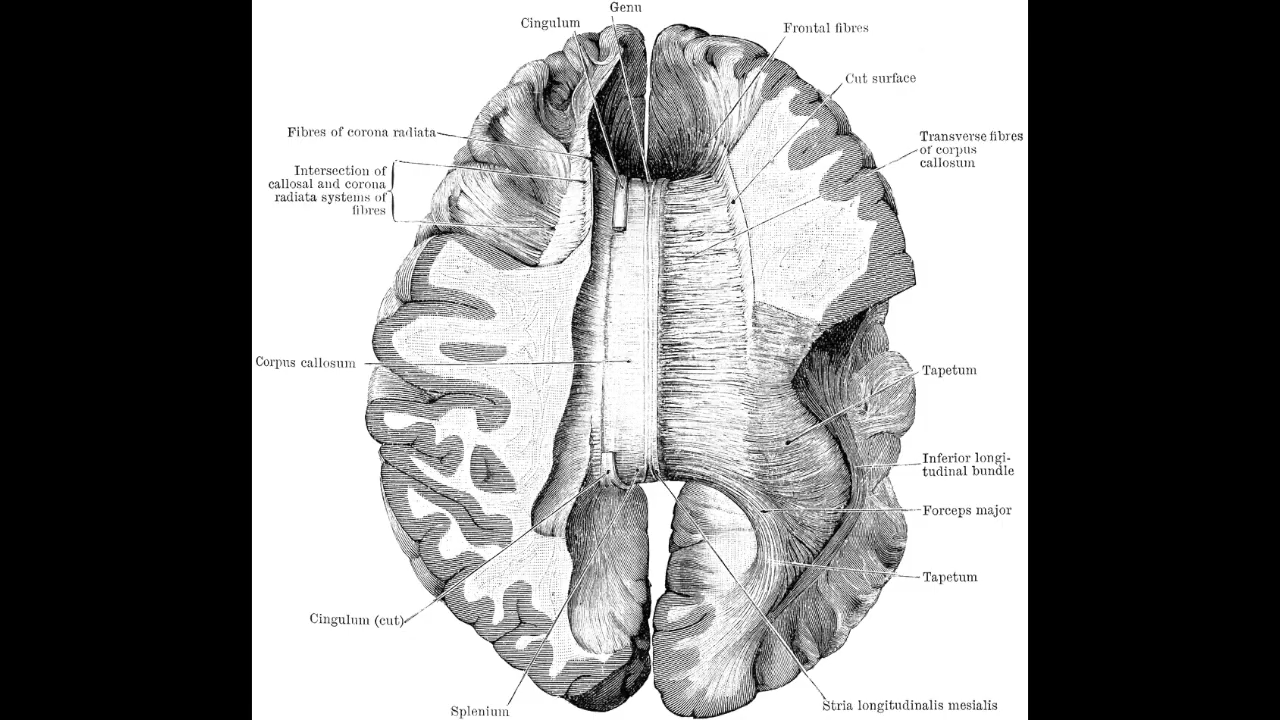 Genu
Cingulum
Frontal fibres
Cut surface
Fibres of corona radiata
Transverse fibres
of corpus
callosum
Intersection of
callosal and corona
radiata systems of
fibres
Corpus callosum
Tapetum
Inferior longi-
tudinal bundle
Forceps major
Tapetum
Cingulum (cut)
Splenium
Stria longitudinalis mesialis